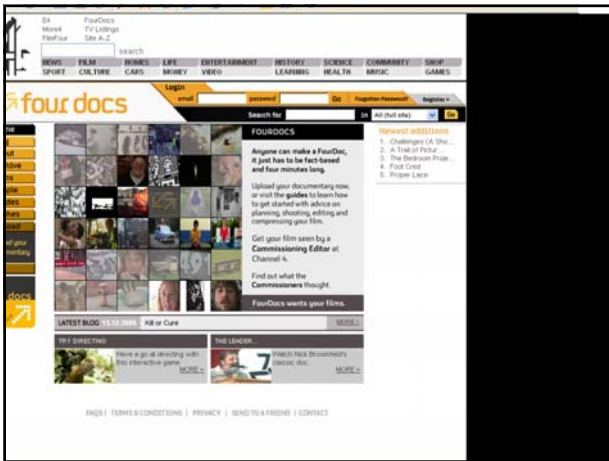 E4 FourDocs
More4 TV Listings
FilmFour Site A-Z
search
NEWS FILM HOMES LIFE ENTERTAINMENT HISTORY SCIENCE COMMUNITY SHOP
SPORT CULTURE CARS MONEY VIDEO LEARNING HEALTH MUSIC GAMES
Login
email password Go Forgotten Password? Register >
four docs
Search for in All (full site) Go
FOURDOCS
Anyone can make a FourDoc,
it just has to be fact-based
and four minutes long.
Upload your documentary now,
or visit the guides to learn how
to get started with advice on
planning, shooting, editing and
compressing your film.
Get your film seen by a
Commissioning Editor at
Channel 4.
Find out what the
Commissioners thought.
FourDocs wants your films.
Newest additions
1. Challenges (A Sho...
2. A Trial of Pictur...
3. The Bedroom Proje...
4. Foot Cred
5. Proper Lace
LATEST BLOG 13.12.2005 Kill or Cure MORE >
TRY DIRECTING
Have a go at directing with
this interactive game.
MORE >
THE LEADER...
Watch Nick Broomfield's
classic doc.
MORE >
FAQS | TERMS & CONDITIONS | PRIVACY | SEND TO A FRIEND | CONTACT